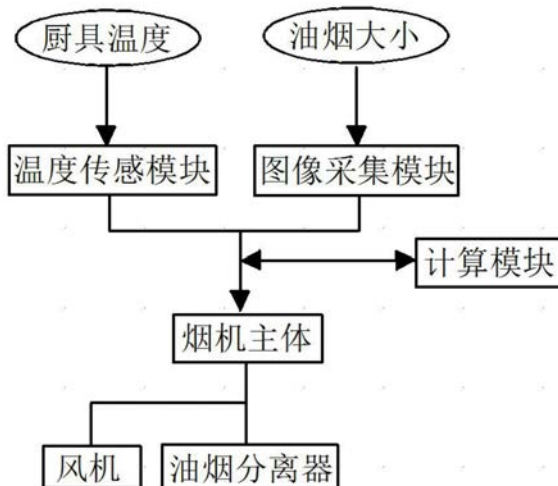 厨具温度
油烟大小
温度传感模块
图像采集模块
计算模块
烟机主体
风机
油烟分离器